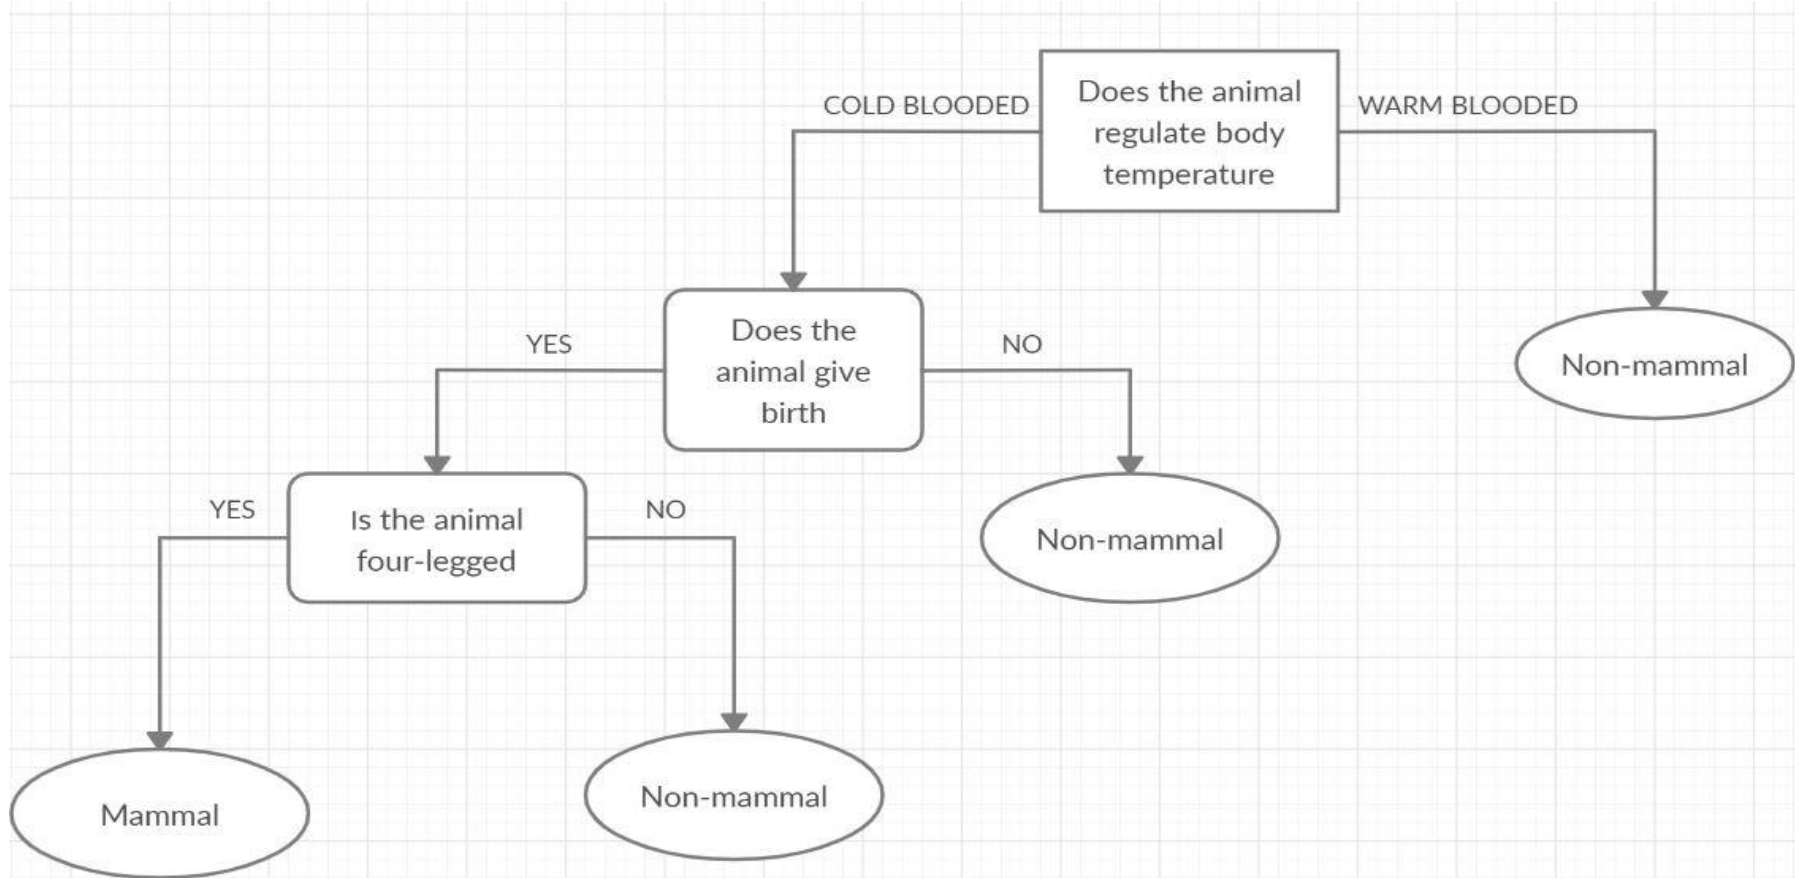 Does the animal
regulate body
temperature
COLD BLOODED
WARM BLOODED
Does the
animal give
birth
YES
NO
Non-mammal
Is the animal
four-legged
YES
NO
Non-mammal
Mammal
Non-mammal